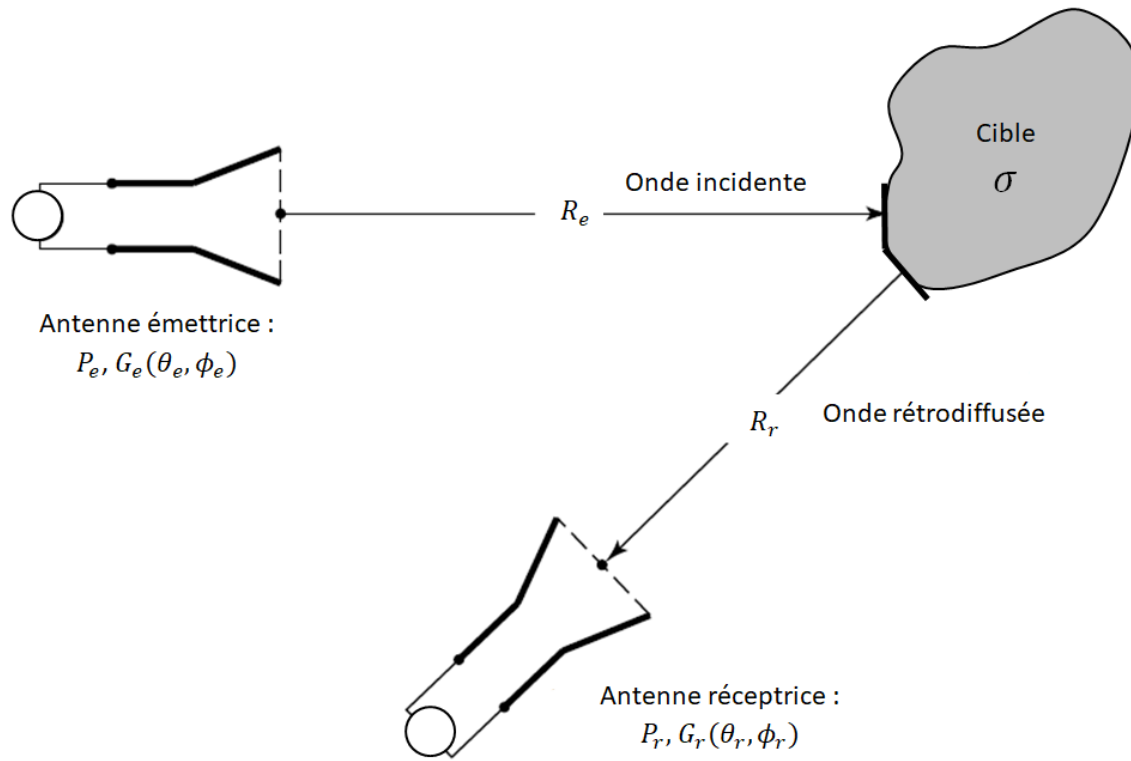 Cible
σ
Onde incidente
R_e
Antenne émettrice :
P_e, G_e(θ_e, ϕ_e)
R_r
Onde rétrodiffusée
Antenne réceptrice :
P_r, G_r(θ_r, ϕ_r)